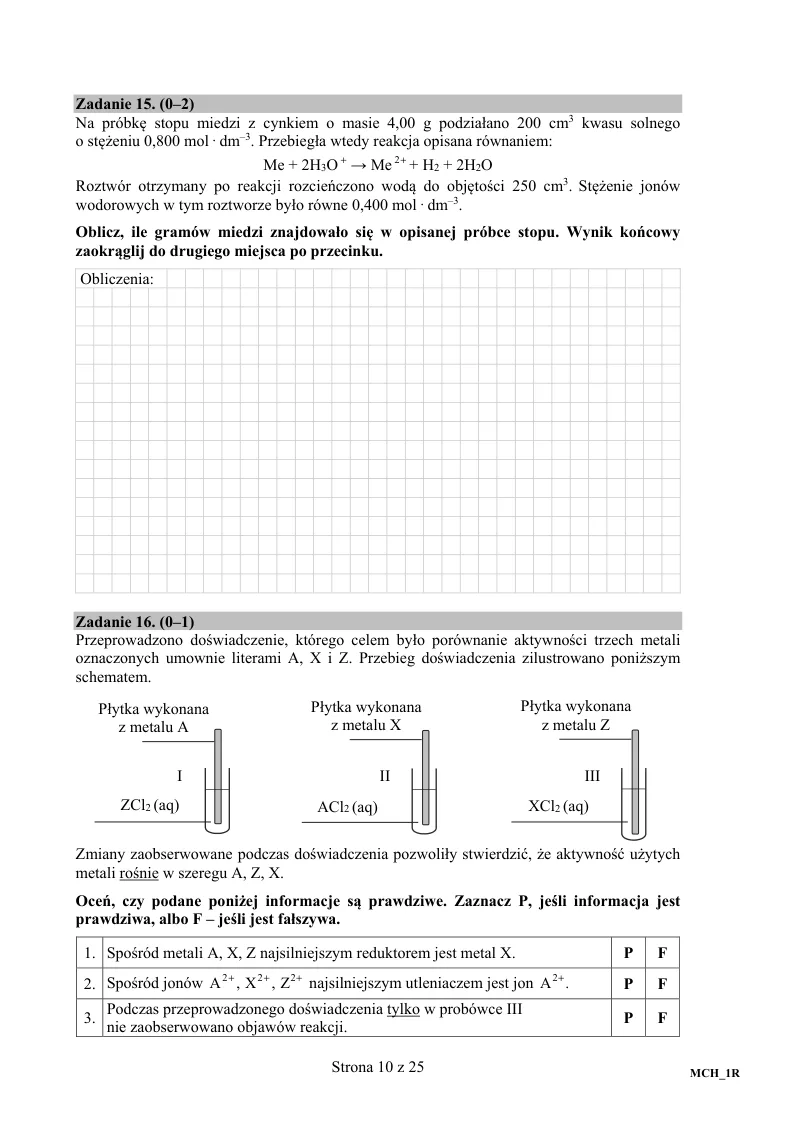 Zadanie 15. (0–2)
Na próbkę stopu miedzi z cynkiem o masie 4,00 g podziałano 200 cm³ kwasu solnego
o stężeniu 0,800 mol · dm⁻³. Przebiegła wtedy reakcja opisana równaniem:
Me + 2H₃O⁺ → Me²⁺ + H₂ + 2H₂O
Roztwór otrzymany po reakcji rozcieńczono wodą do objętości 250 cm³. Stężenie jonów
wodorowych w tym roztworze było równe 0,400 mol · dm⁻³.
Oblicz, ile gramów miedzi znajdowało się w opisanej próbce stopu. Wynik końcowy
zaokrąglij do drugiego miejsca po przecinku.
Obliczenia:
Zadanie 16. (0–1)
Przeprowadzono doświadczenie, którego celem było porównanie aktywności trzech metali
oznaczonych umownie literami A, X i Z. Przebieg doświadczenia zilustrowano poniższym
schematem.
Płytka wykonana
z metalu A
I
ZCl₂ (aq)
Płytka wykonana
z metalu X
II
ACl₂ (aq)
Płytka wykonana
z metalu Z
III
XCl₂ (aq)
Zmiany zaobserwowane podczas doświadczenia pozwoliły stwierdzić, że aktywność użytych
metali rośnie w szeregu A, Z, X.
Oceń, czy podane poniżej informacje są prawdziwe. Zaznacz P, jeśli informacja jest
prawdziwa, albo F – jeśli jest fałszywa.
1. Spośród metali A, X, Z najsilniejszym reduktorem jest metal X. P F
2. Spośród jonów A²⁺, X²⁺, Z²⁺ najsilniejszym utleniaczem jest jon A²⁺. P F
3. Podczas przeprowadzonego doświadczenia tylko w probówce III
nie zaobserwowano objawów reakcji. P F
Strona 10 z 25
MCH_1R